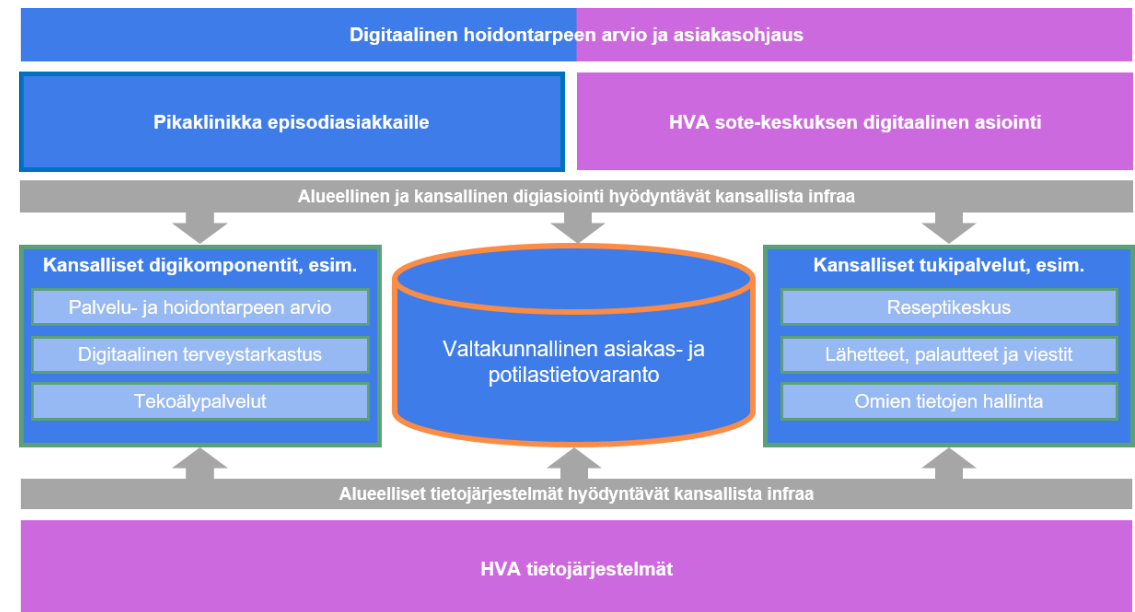 Digitaalinen hoidontarpeen arvio ja asiakasohjaus
Pikaklinikka episodiasiakkaille
HVA sote-keskuksen digitaalinen asiointi
Alueellinen ja kansallinen digiasiointi hyödyntävät kansallista infraa
Kansalliset digikomponentit, esim.
Palvelu- ja hoidontarpeen arvio
Digitaalinen terveystarkastus
Tekoälypalvelut
Valtakunnallinen asiakas- ja
potilastietovaranto
Kansalliset tukipalvelut, esim.
Reseptikeskus
Lähetteet, palautteet ja viestit
Omien tietojen hallinta
Alueelliset tietojärjestelmät hyödyntävät kansallista infraa
HVA tietojärjestelmät